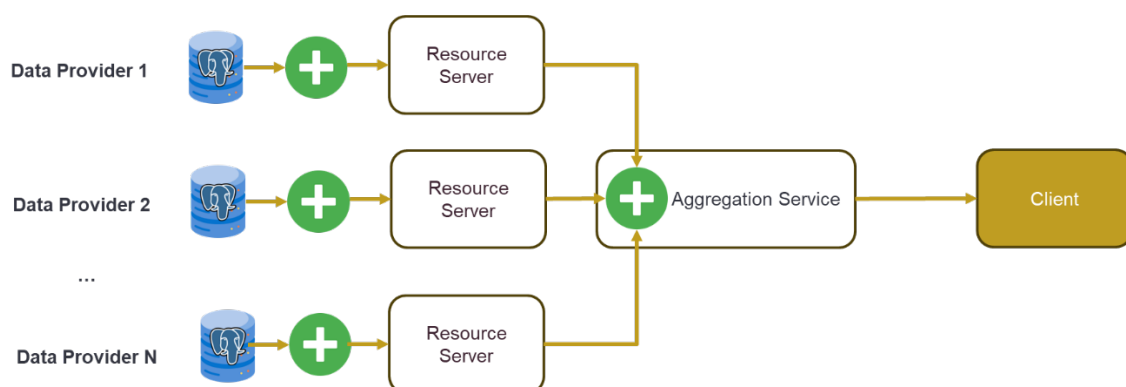 Data Provider 1
Resource
Server
Data Provider 2
Resource
Server
Aggregation Service
Client
...
Data Provider N
Resource
Server